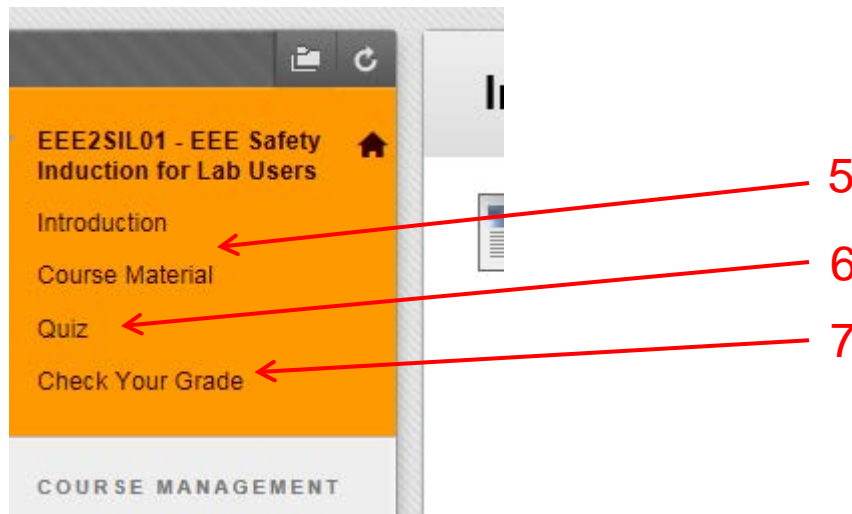 EEE2SIL01 - EEE Safety
Induction for Lab Users
Introduction
Course Material
Quiz
Check Your Grade
COURSE MANAGEMENT
5
6
7